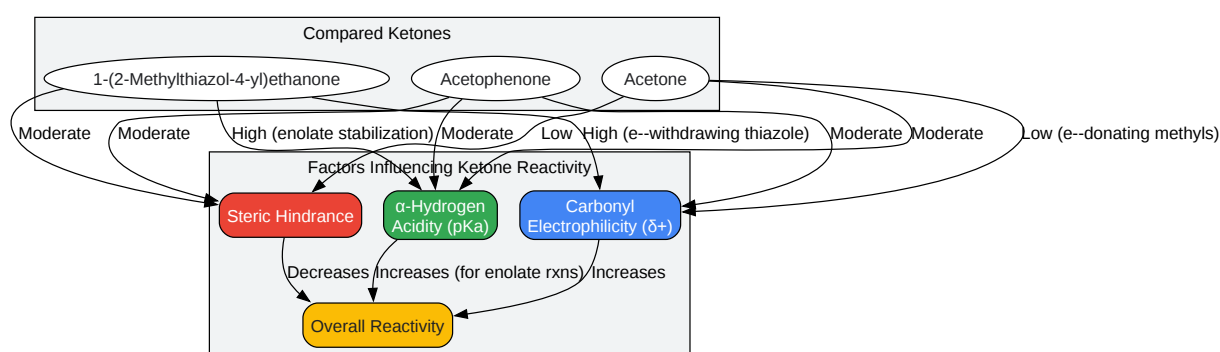 Compared Ketones
1-(2-Methylthiazol-4-yl)ethanone
Acetophenone
Acetone
Moderate
Moderate
High (enolate stabilization)
Moderate
Low
High (e--withdrawing thiazole)
Moderate
Moderate
Low (e--donating methyls)
Factors Influencing Ketone Reactivity
Steric Hindrance
α-Hydrogen
Acidity (pKa)
Carbonyl
Electrophilicity (δ+)
Decreases
Increases (for enolate rxns)
Increases
Overall Reactivity